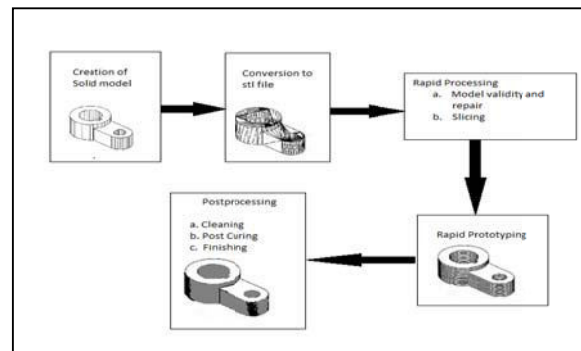 Creation of
Solid model
Conversion to
stl file
Rapid Processing
a. Model validity and
repair
b. Slicing
Rapid Prototyping
Postprocessing
a. Cleaning
b. Post Curing
c. Finishing